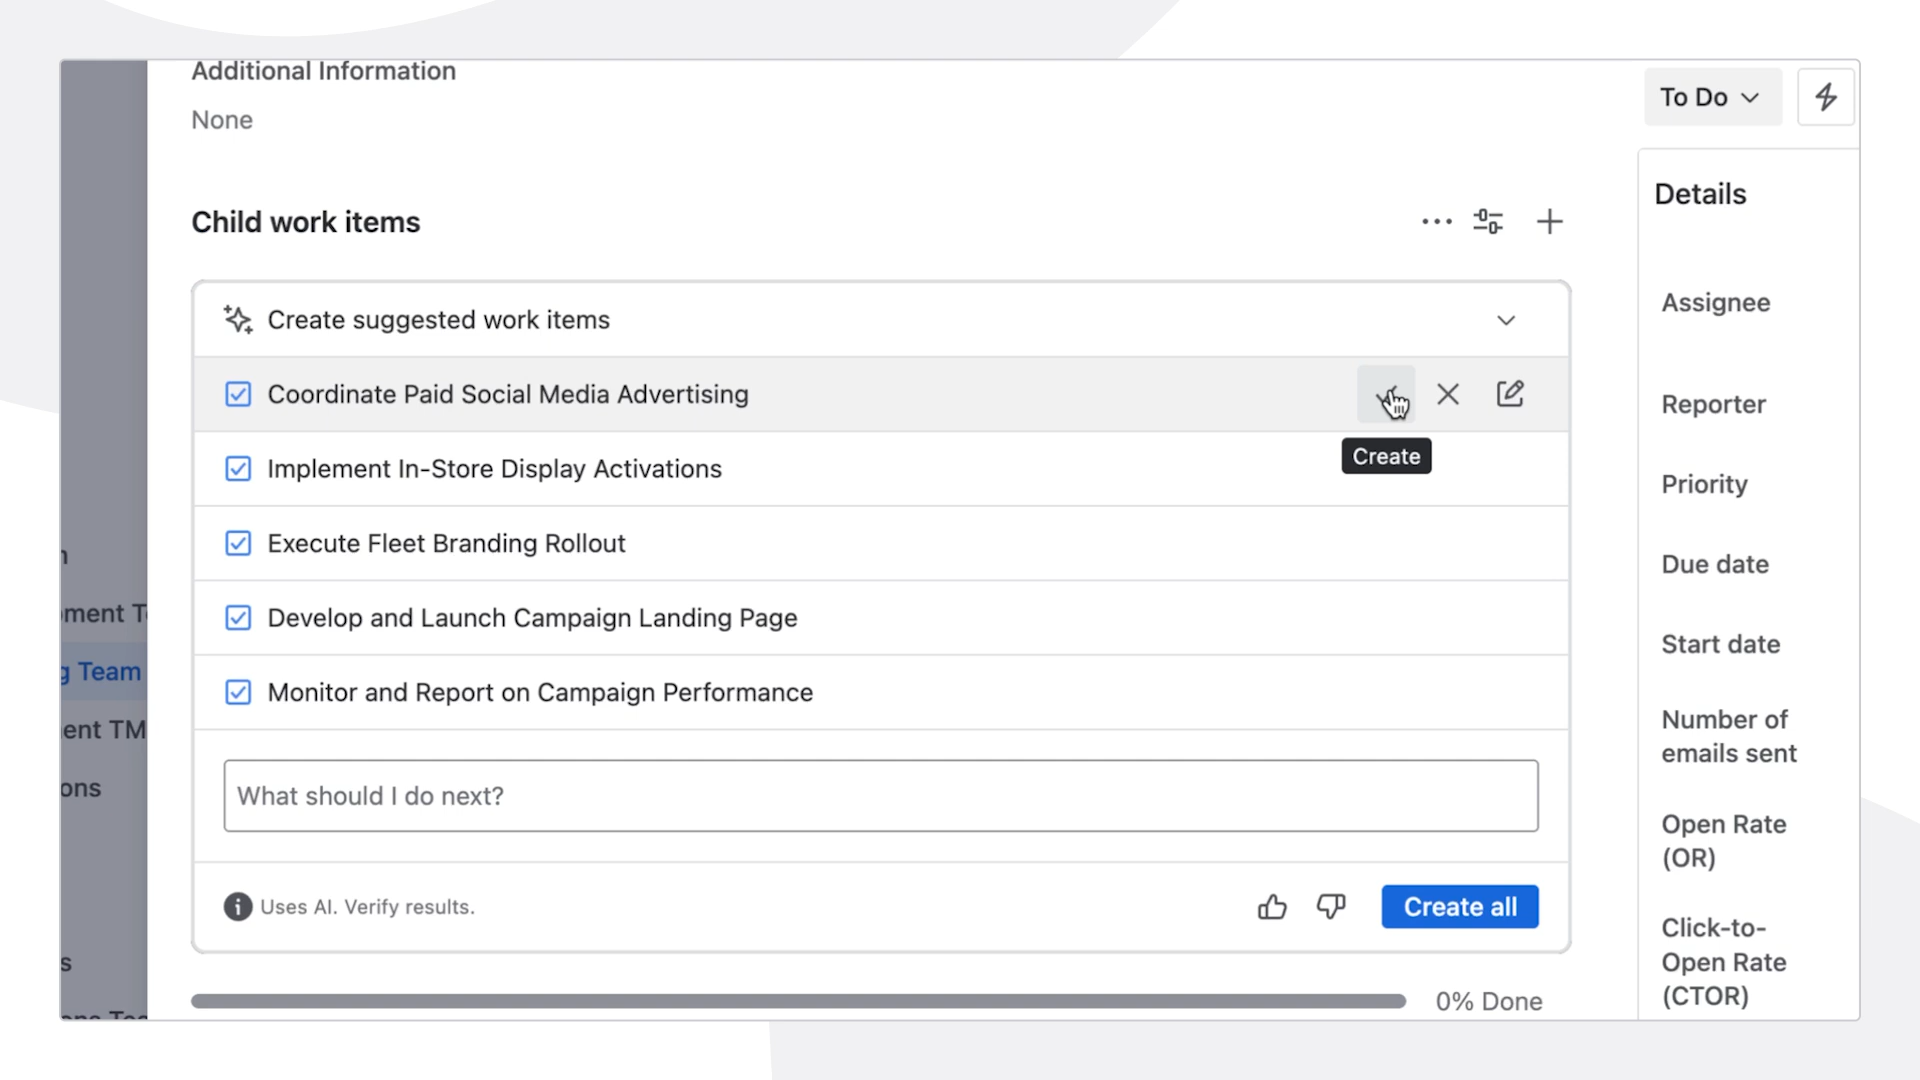 Additional Information
None
To Do
Details
Child work items
Create suggested work items
Coordinate Paid Social Media Advertising
Create
Implement In-Store Display Activations
Execute Fleet Branding Rollout
Develop and Launch Campaign Landing Page
Monitor and Report on Campaign Performance
What should I do next?
Uses AI. Verify results.
Create all
0% Done
Assignee
Reporter
Priority
Due date
Start date
Number of
emails sent
Open Rate
(OR)
Click-to-
Open Rate
(CTOR)
Team
TM